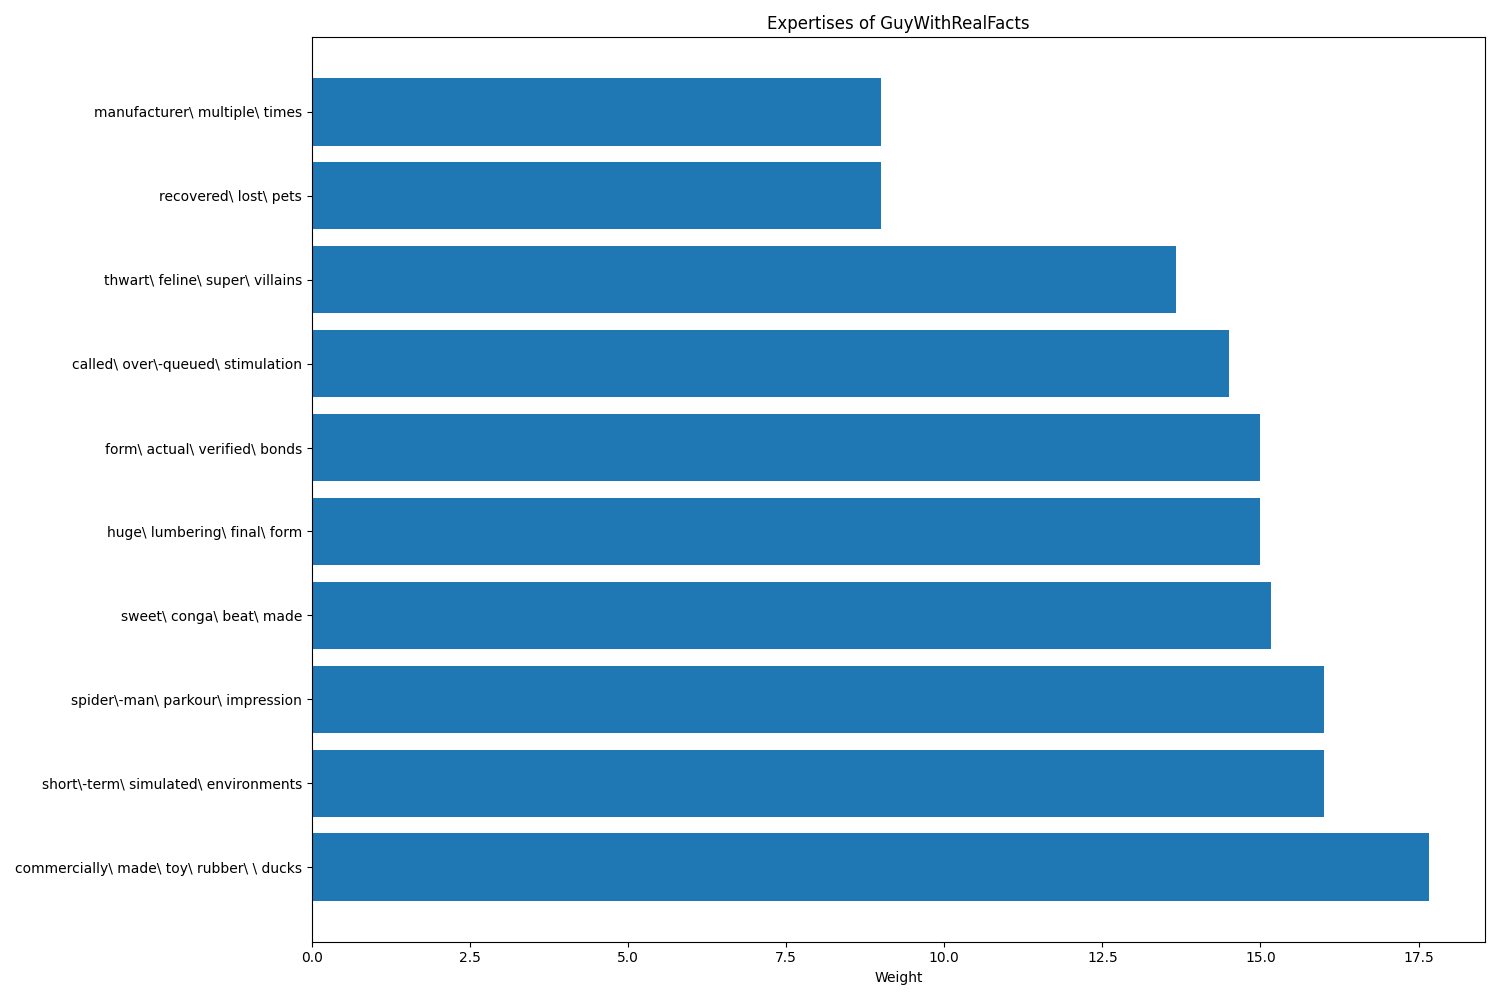 Expertises of GuyWithRealFacts
manufacturer\ multiple\ times
recovered\ lost\ pets
thwart\ feline\ super\ villains
called\ over\-queued\ stimulation
form\ actual\ verified\ bonds
huge\ lumbering\ final\ form
sweet\ conga\ beat\ made
spider\-man\ parkour\ impression
short\-term\ simulated\ environments
commercially\ made\ toy\ rubber\ \ ducks
0.0 2.5 5.0 7.5 10.0 12.5 15.0 17.5
Weight